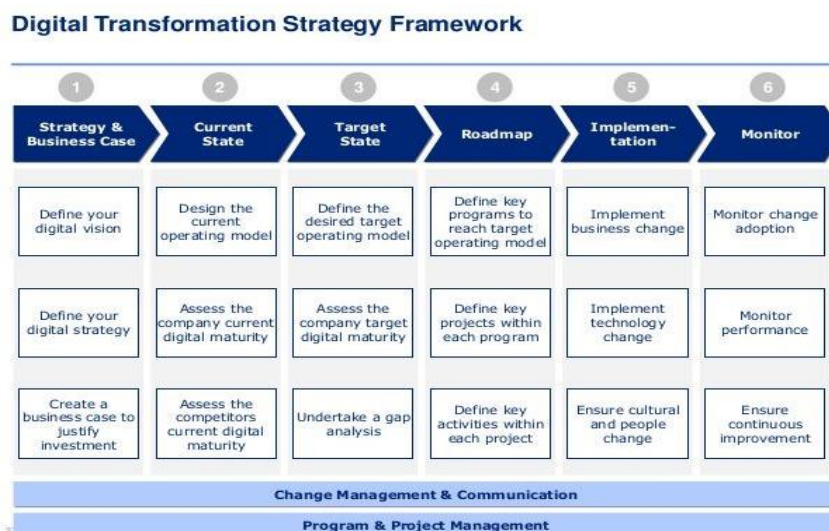 Digital Transformation Strategy Framework
1
2
3
4
5
6
Strategy &
Business Case
Current
State
Target
State
Roadmap
Implemen-
tation
Monitor
Define your
digital vision
Design the
current
operating model
Define the
desired target
operating model
Define key
programs to
reach target
operating model
Implement
business change
Monitor change
adoption
Define your
digital strategy
Assess the
company current
digital maturity
Assess the
company target
digital maturity
Define key
projects within
each program
Implement
technology
change
Monitor
performance
Create a
business case to
justify
investment
Assess the
competitors
current digital
maturity
Undertake a gap
analysis
Define key
activities within
each project
Ensure cultural
and people
change
Ensure
continuous
improvement
Change Management & Communication
Program & Project Management